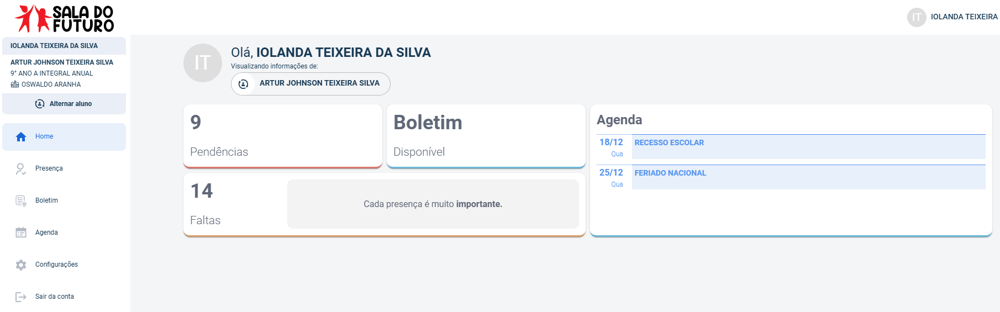 SALA DO
FUTURO
IT
IOLANDA TEIXEIRA
IOLANDA TEIXEIRA DA SILVA
ARTUR JOHNSON TEIXEIRA SILVA
9° ANO A INTEGRAL ANUAL
OSWALDO ARANHA
Alternar aluno
Home
Presença
Boletim
Agenda
Configurações
Sair da conta
IT
Olá, IOLANDA TEIXEIRA DA SILVA
Visualizando informações de:
ARTUR JOHNSON TEIXEIRA SILVA
9
Pendências
Boletim
Disponível
14
Faltas
Cada presença é muito importante.
Agenda
18/12
Qua
RECESSO ESCOLAR
25/12
Qua
FERIADO NACIONAL